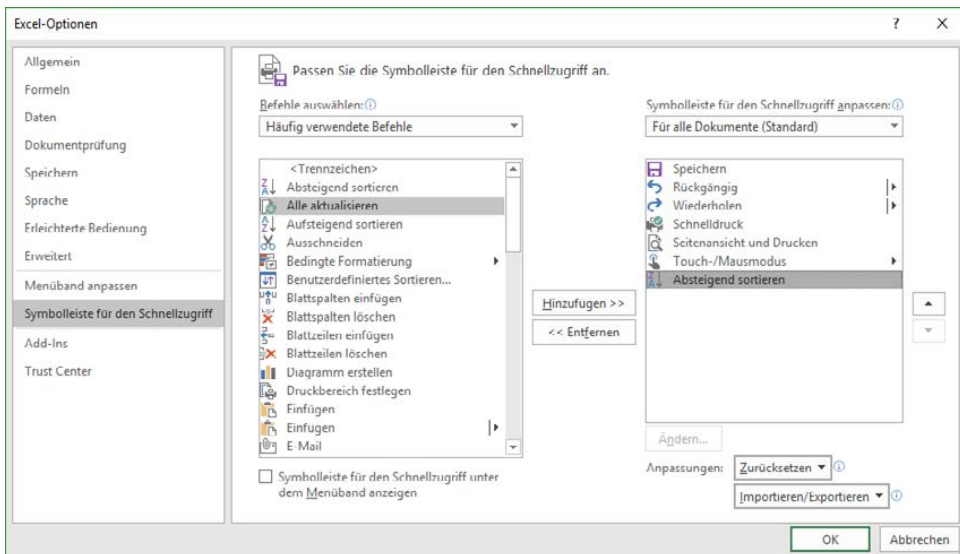 Excel-Optionen
? X
Allgemein
Formeln
Daten
Dokumentprüfung
Speichern
Sprache
Erleichterte Bedienung
Erweitert
Menüband anpassen
Symbolleiste für den Schnellzugriff
Add-Ins
Trust Center
Passen Sie die Symbolleiste für den Schnellzugriff an.
Befehle auswählen:
Häufig verwendete Befehle
<Trennzeichen>
Absteigend sortieren
Alle aktualisieren
Aufsteigend sortieren
Ausschneiden
Bedingte Formatierung
Benutzerdefiniertes Sortieren...
Blattspalten einfügen
Blattspalten löschen
Blattzeilen einfügen
Blattzeilen löschen
Diagramm erstellen
Druckbereich festlegen
Einfügen
Einfügen
E-Mail
Symbolleiste für den Schnellzugriff unter
dem Menüband anzeigen
Hinzufügen >>
<< Entfernen
Symbolleiste für den Schnellzugriff anpassen:
Für alle Dokumente (Standard)
Speichern
Rückgängig
Wiederholen
Schnelldruck
Seitenansicht und Drucken
Touch-/Mausmodus
Absteigend sortieren
Ändern...
Anpassungen: Zurücksetzen
Importieren/Exportieren
OK Abbrechen